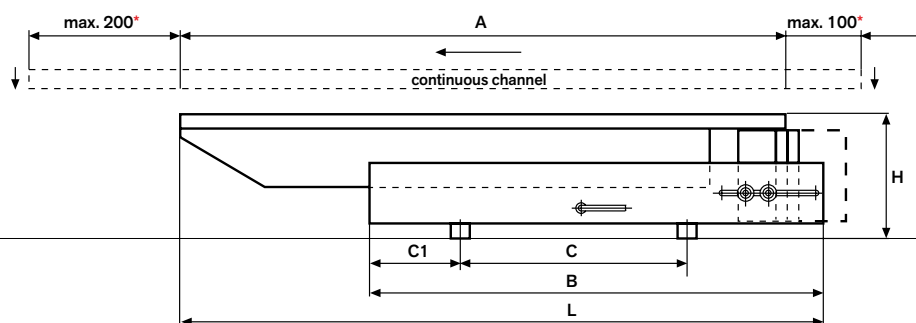 max. 200* A max. 100*
continuous channel
H
C1 C
B
L